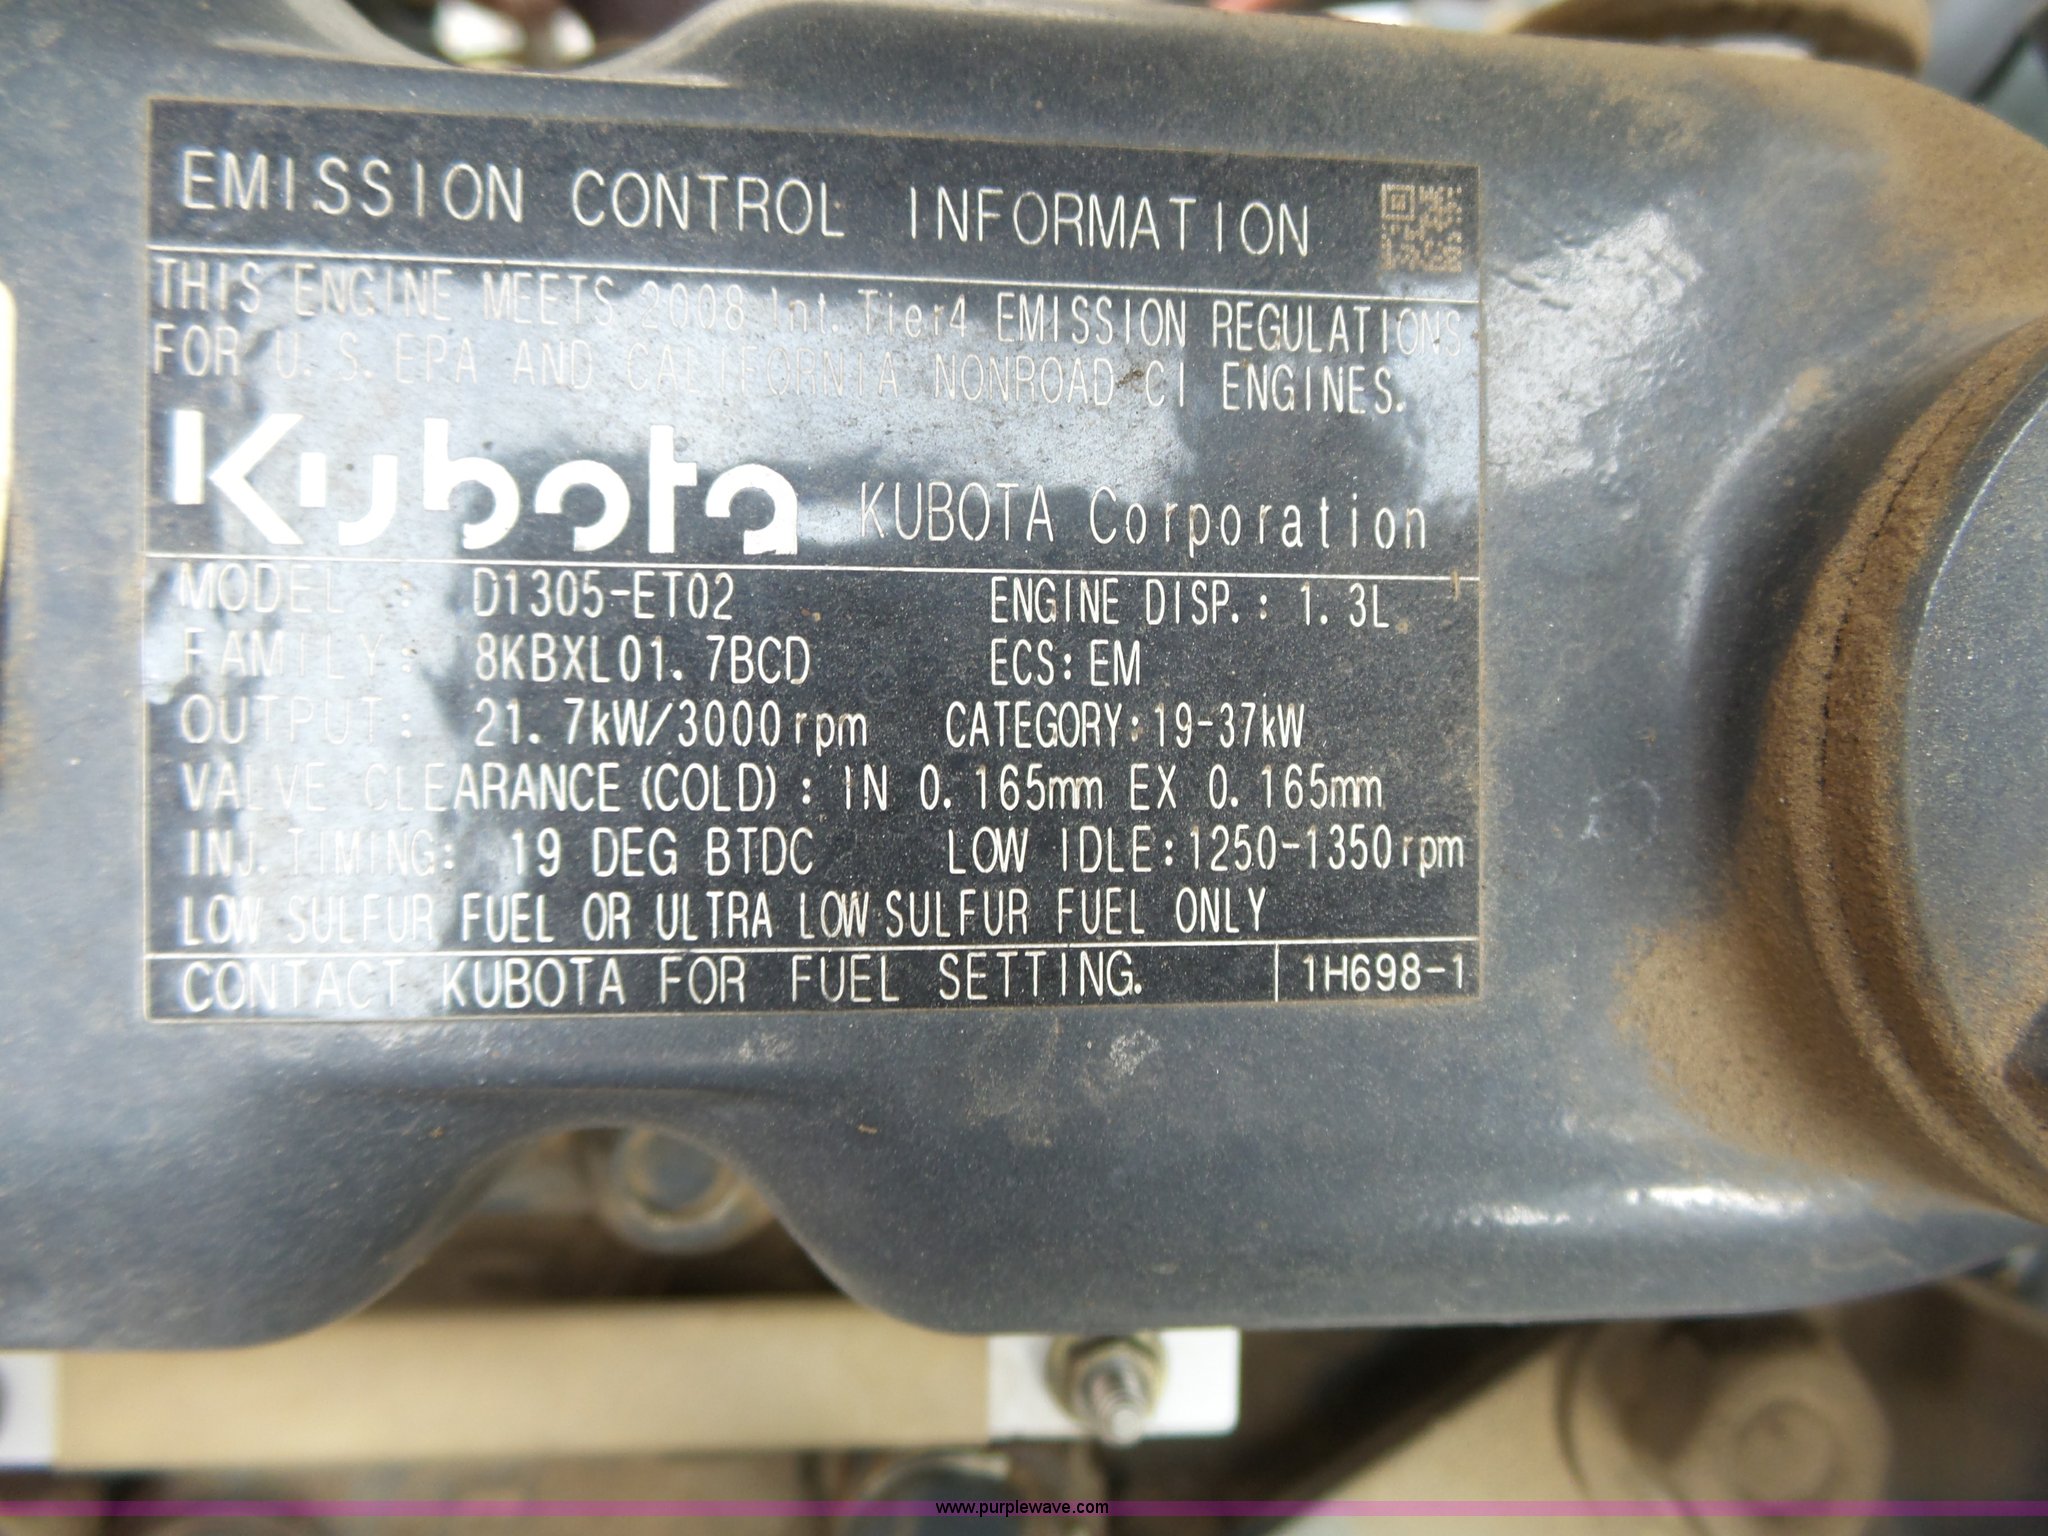 EMISSION CONTROL INFORMATION
THIS ENGINE MEETS 2008 Int. Tier4 EMISSION REGULATIONS
FOR U.S.EPA AND CALIFORNIA NONROAD CI ENGINES.
Kubota KUBOTA Corporation
MODEL : D1305-ET02 ENGINE DISP.: 1.3L
FAMILY: 8KBXL01.7BCD ECS: EM
OUTPUT: 21.7kW/3000rpm CATEGORY: 19-37kW
VALVE CLEARANCE (COLD) : IN 0.165mm EX 0.165mm
INJ.TIMING: 19 DEG BTDC LOW IDLE: 1250-1350rpm
LOW SULFUR FUEL OR ULTRA LOW SULFUR FUEL ONLY
CONTACT KUBOTA FOR FUEL SETTING. 1H698-1
www.purplewave.com